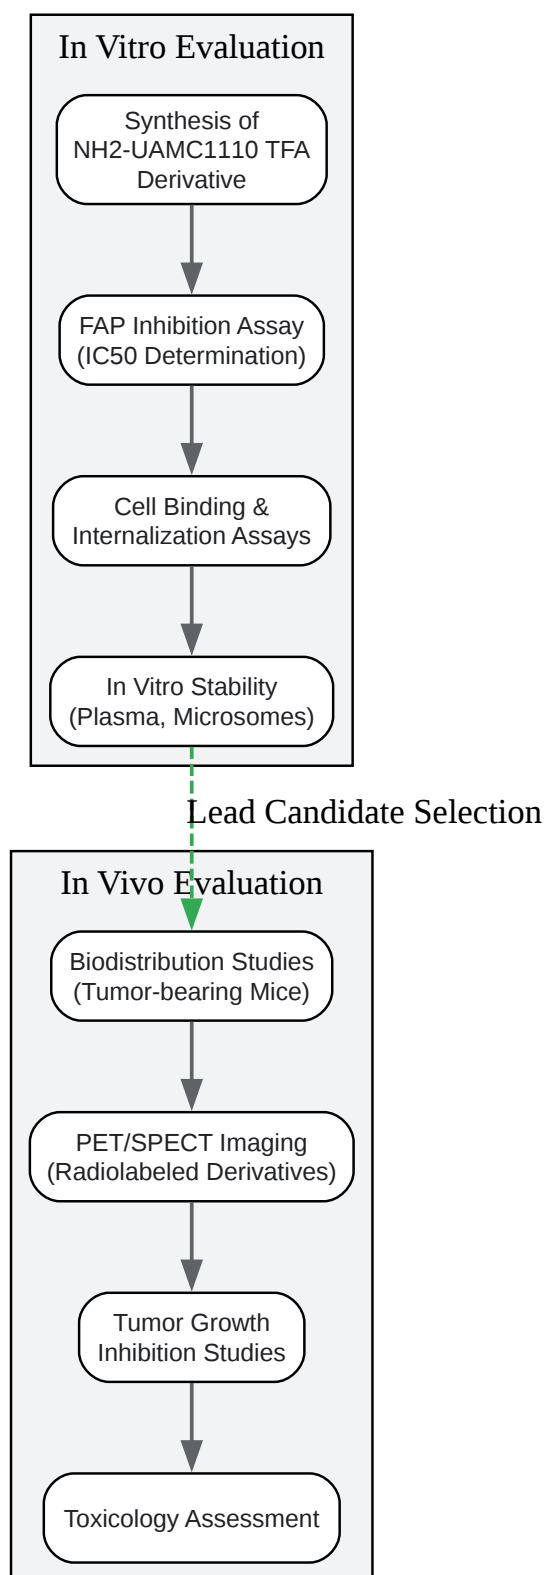 In Vitro Evaluation
Synthesis of
NH2-UAMC1110 TFA
Derivative
FAP Inhibition Assay
(IC50 Determination)
Cell Binding &
Internalization Assays
In Vitro Stability
(Plasma, Microsomes)
Lead Candidate Selection
In Vivo Evaluation
Biodistribution Studies
(Tumor-bearing Mice)
PET/SPECT Imaging
(Radiolabeled Derivatives)
Tumor Growth
Inhibition Studies
Toxicology Assessment